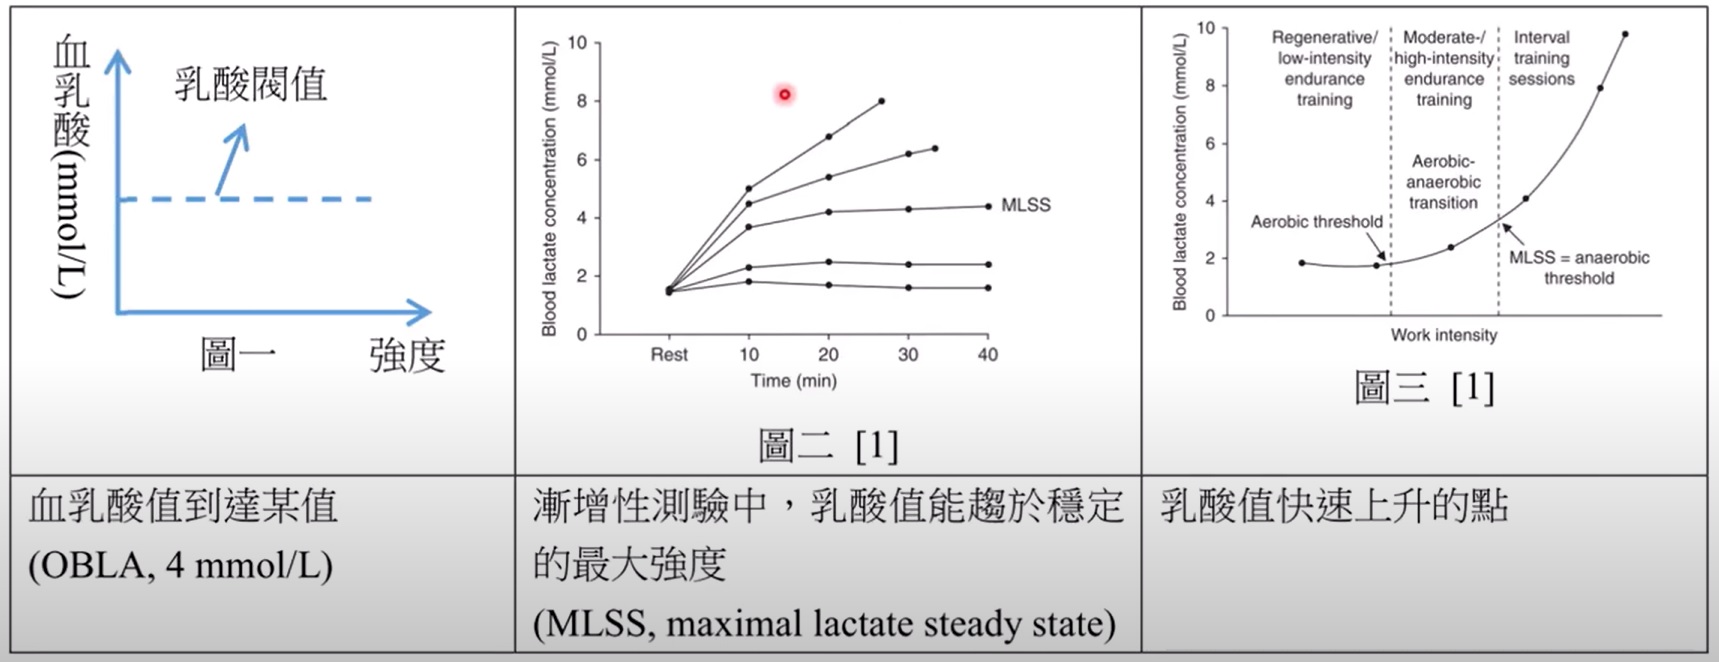 血乳酸(mmol/L)
乳酸閥值
強度
圖一
Blood lactate concentration (mmol/L)
10
8
6
4
2
0
MLSS
Rest
10
20
30
40
Time (min)
圖二 [1]
Blood lactate concentration (mmol/L)
10
8
6
4
2
0
Regenerative/
low-intensity
endurance
training
Moderate-/
high-intensity
endurance
training
Interval
training
sessions
Aerobic-
anaerobic
transition
Aerobic threshold
MLSS = anaerobic
threshold
Work intensity
圖三 [1]
血乳酸值到達某值
(OBLA, 4 mmol/L)
漸增性測驗中，乳酸值能趨於穩定
的最大強度
(MLSS, maximal lactate steady state)
乳酸值快速上升的點